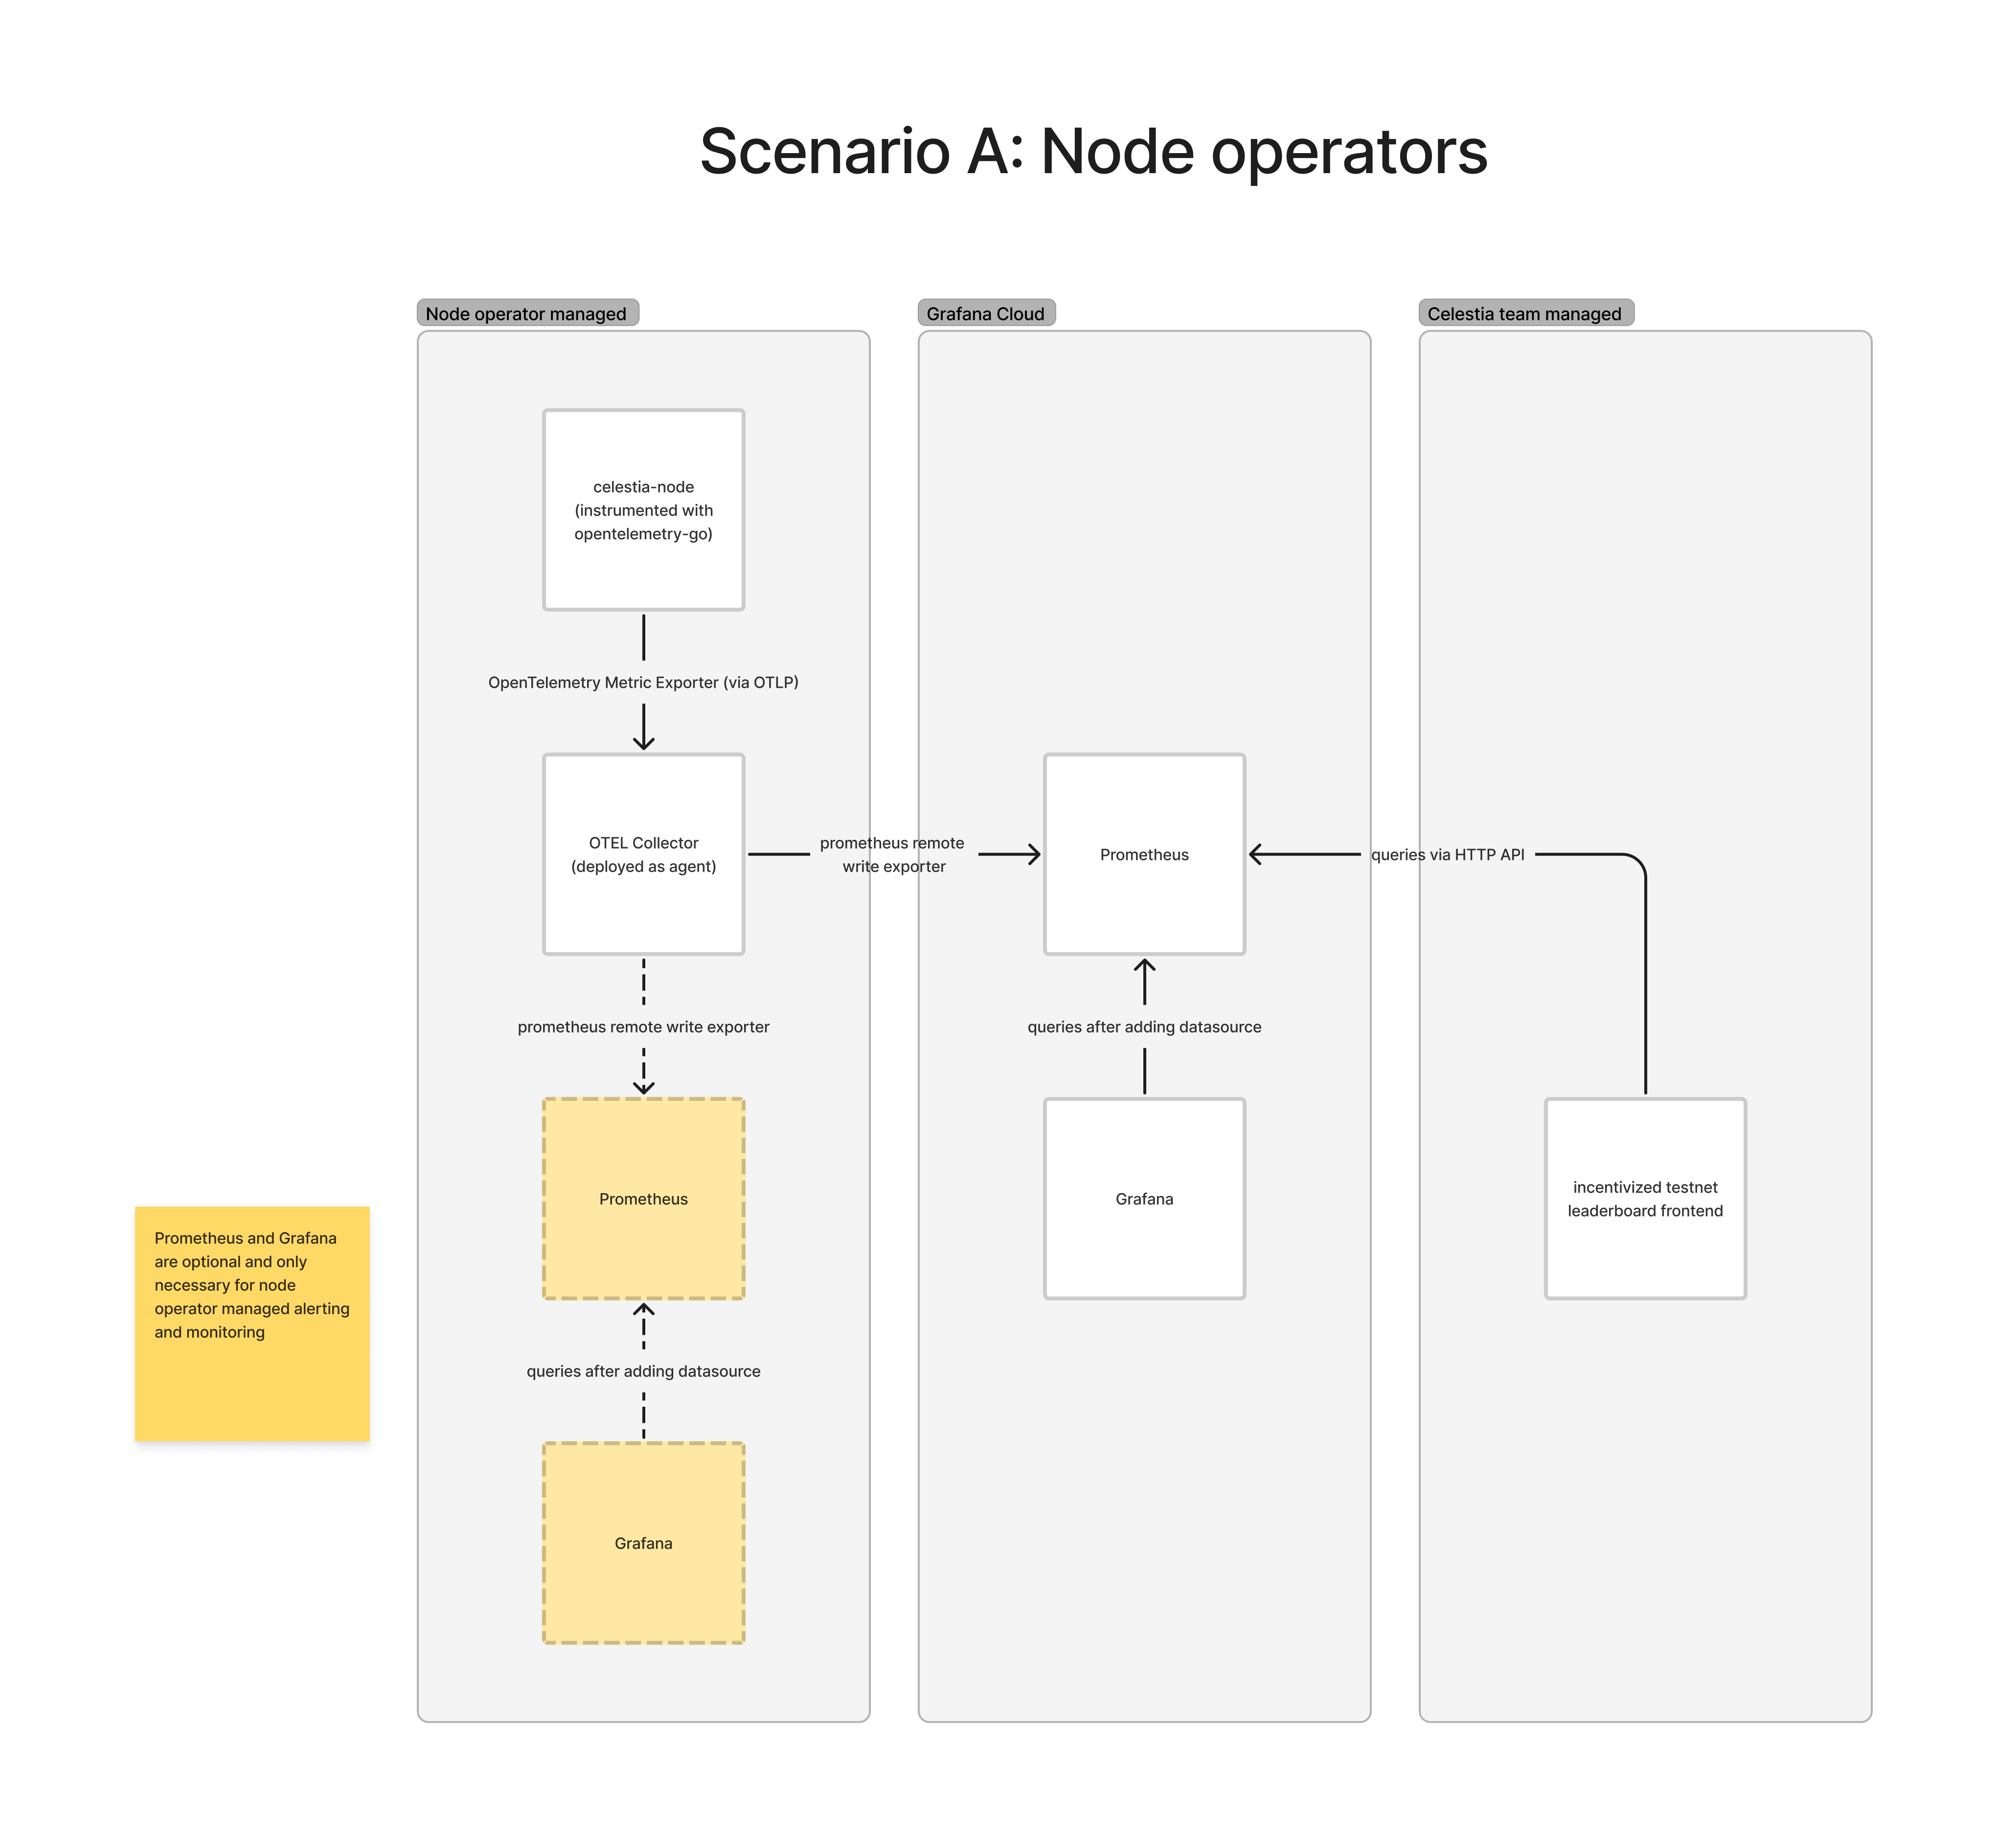 Scenario A: Node operators
Node operator managed
Grafana Cloud
Celestia team managed
celestia-node
(instrumented with
opentelemetry-go)
OpenTelemetry Metric Exporter (via OTLP)
OTEL Collector
(deployed as agent)
prometheus remote
write exporter
Prometheus
queries via HTTP API
prometheus remote write exporter
queries after adding datasource
Prometheus
Grafana
incentivized testnet
leaderboard frontend
Prometheus and Grafana
are optional and only
necessary for node
operator managed alerting
and monitoring
queries after adding datasource
Grafana